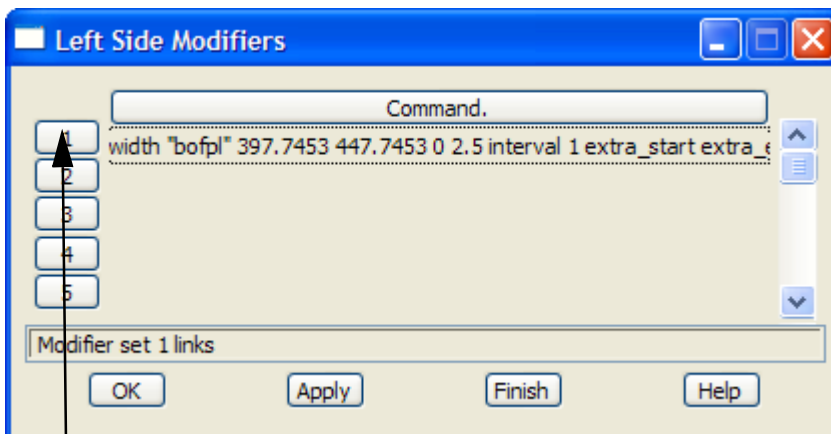 Left Side Modifiers
Command.
1
width "bofpl" 397.7453 447.7453 0 2.5 interval 1 extra_start extra_e
2
3
4
5
Modifier set 1 links
OK Apply Finish Help